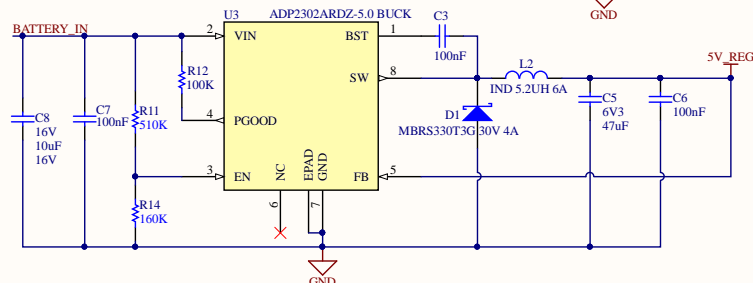 GND
U3
ADP2302ARDZ-5.0 BUCK
BATTERY_IN
2
VIN
BST
1
C3
100nF
5V_REG
R12
100K
SW
8
L2
IND 5.2UH 6A
C8
16V
10uF
16V
C7
100nF
R11
510K
4
PGOOD
D1
MBRS330T3G 30V 4A
C5
6V3
47uF
C6
100nF
3
EN
NC
EPAD
GND
FB
5
R14
160K
6
7
GND